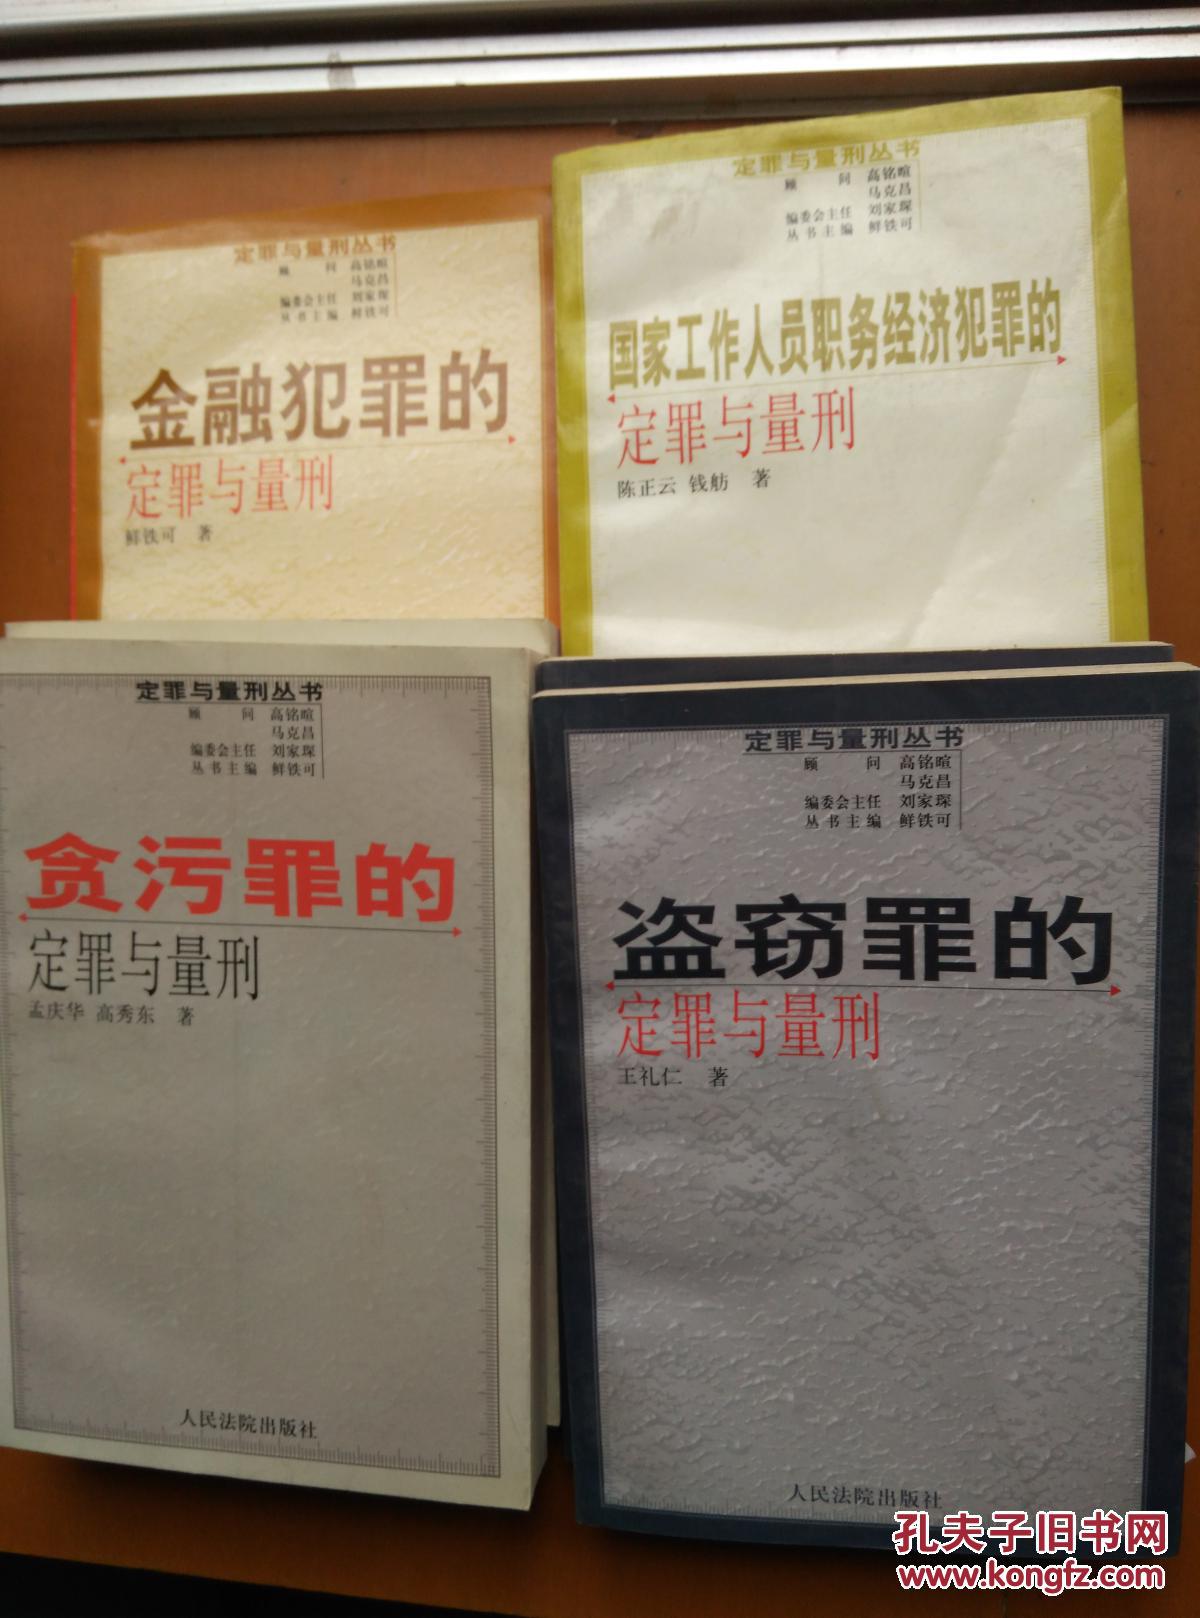 定罪与量刑丛书
顾 问 高铭暄
马克昌
编委会主任 刘家琛
丛书主编 鲜铁可
金融犯罪的
定罪与量刑
鲜铁可 著
定罪与量刑丛书
顾 问 高铭暄
马克昌
编委会主任 刘家琛
丛书主编 鲜铁可
国家工作人员职务经济犯罪的
定罪与量刑
陈正云 钱舫 著
定罪与量刑丛书
顾 问 高铭暄
马克昌
编委会主任 刘家琛
丛书主编 鲜铁可
贪污罪的
定罪与量刑
孟庆华 高秀东 著
人民法院出版社
定罪与量刑丛书
顾 问 高铭暄
马克昌
编委会主任 刘家琛
丛书主编 鲜铁可
盗窃罪的
定罪与量刑
王礼仁 著
人民法院出版社
孔夫子旧书网
www.kongfz.com